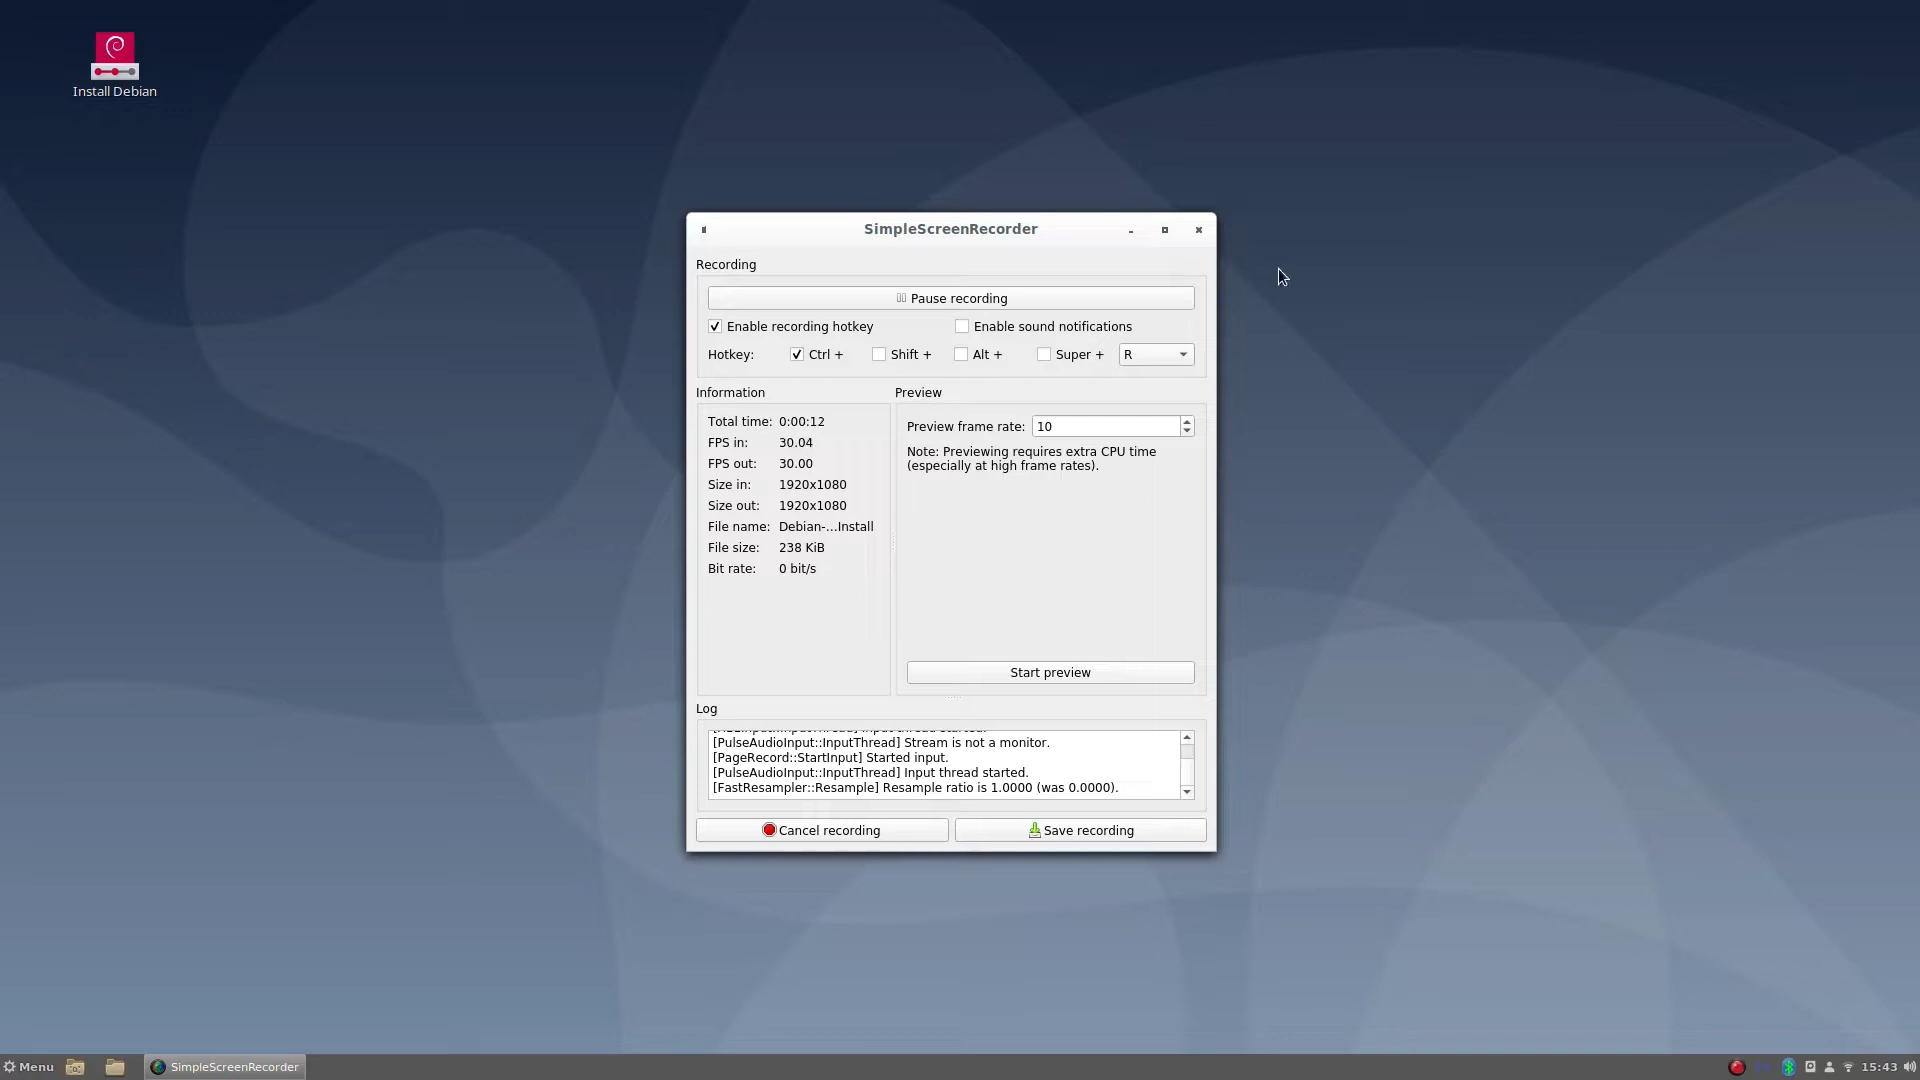 Install Debian
SimpleScreenRecorder
Recording
Pause recording
Enable recording hotkey
Enable sound notifications
Hotkey: Ctrl + Shift + Alt + Super + R
Information
Total time: 0:00:12
FPS in: 30.04
FPS out: 30.00
Size in: 1920x1080
Size out: 1920x1080
File name: Debian-...Install
File size: 238 KiB
Bit rate: 0 bit/s
Preview
Preview frame rate: 10
Note: Previewing requires extra CPU time
(especially at high frame rates).
Start preview
Log
[PulseAudioInput::InputThread] Stream is not a monitor.
[PageRecord::StartInput] Started input.
[PulseAudioInput::InputThread] Input thread started.
[FastResampler::Resample] Resample ratio is 1.0000 (was 0.0000).
Cancel recording
Save recording
Menu
SimpleScreenRecorder
15:43